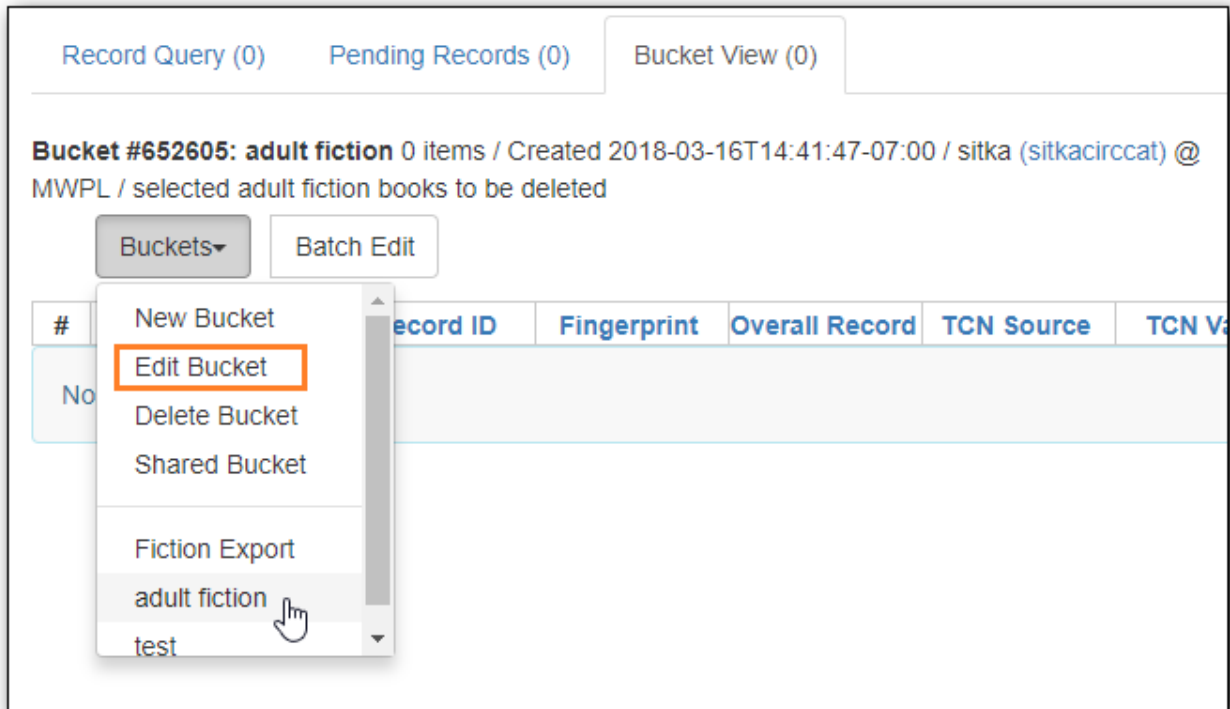 Record Query (0) Pending Records (0) Bucket View (0)
Bucket #652605: adult fiction 0 items / Created 2018-03-16T14:41:47-07:00 / sitka (sitkacirccat) @
MWPL / selected adult fiction books to be deleted
Buckets Batch Edit
# ecord ID Fingerprint Overall Record TCN Source TCN Va
No
New Bucket
Edit Bucket
Delete Bucket
Shared Bucket
Fiction Export
adult fiction
test